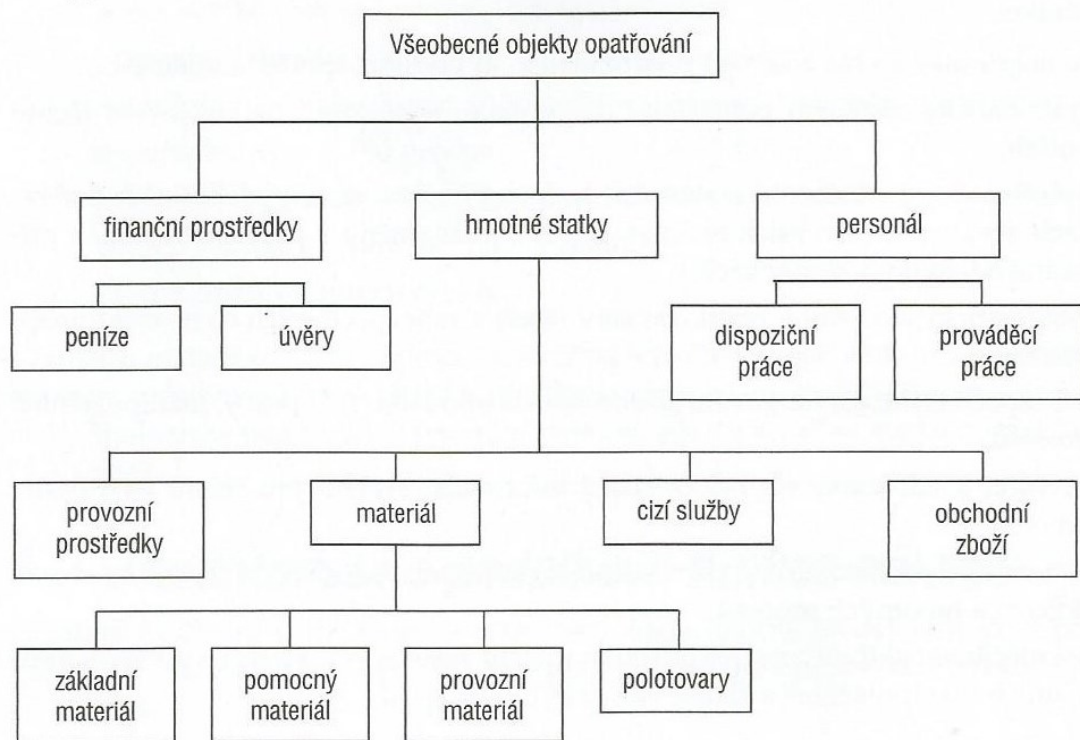 Všeobecné objekty opatřování
finanční prostředky
hmotné statky
personál
peníze
úvěry
dispoziční
práce
prováděcí
práce
provozní
prostředky
materiál
cizí služby
obchodní
zboží
základní
materiál
pomocný
materiál
provozní
materiál
polotovary